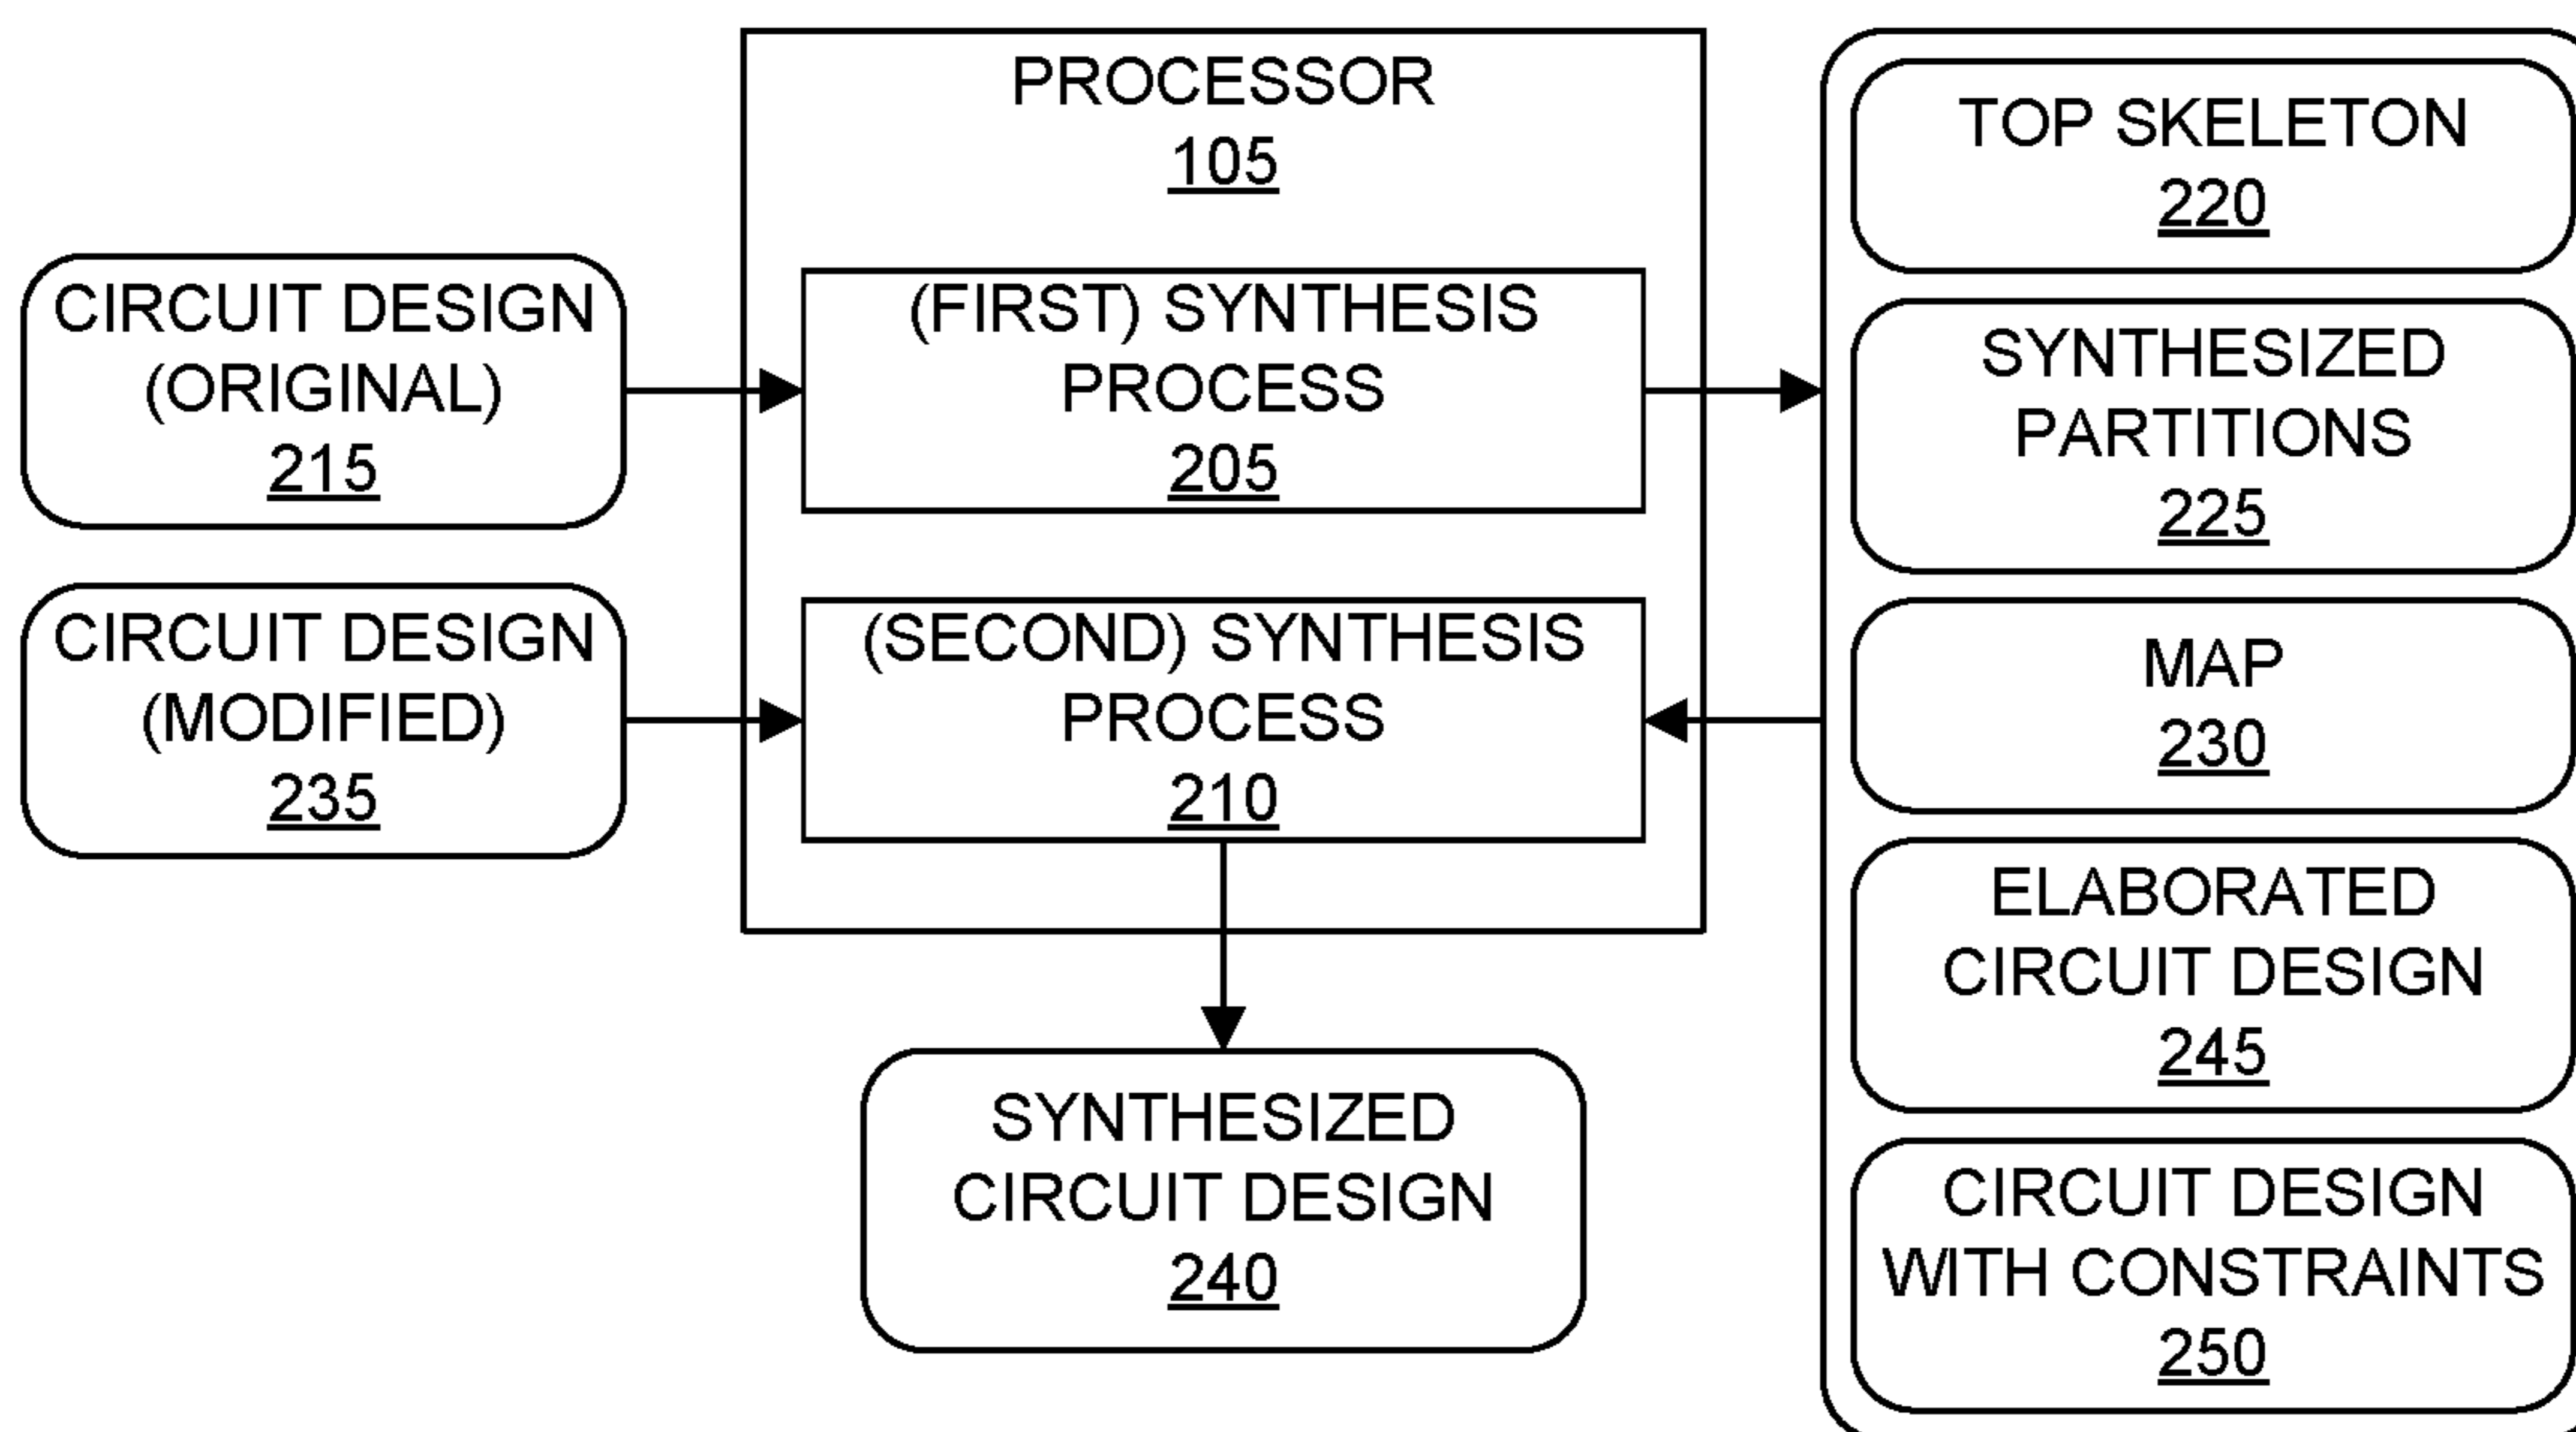 PROCESSOR
105
CIRCUIT DESIGN
(ORIGINAL)
215
(FIRST) SYNTHESIS
PROCESS
205
CIRCUIT DESIGN
(MODIFIED)
235
(SECOND) SYNTHESIS
PROCESS
210
SYNTHESIZED
CIRCUIT DESIGN
240
TOP SKELETON
220
SYNTHESIZED
PARTITIONS
225
MAP
230
ELABORATED
CIRCUIT DESIGN
245
CIRCUIT DESIGN
WITH CONSTRAINTS
250